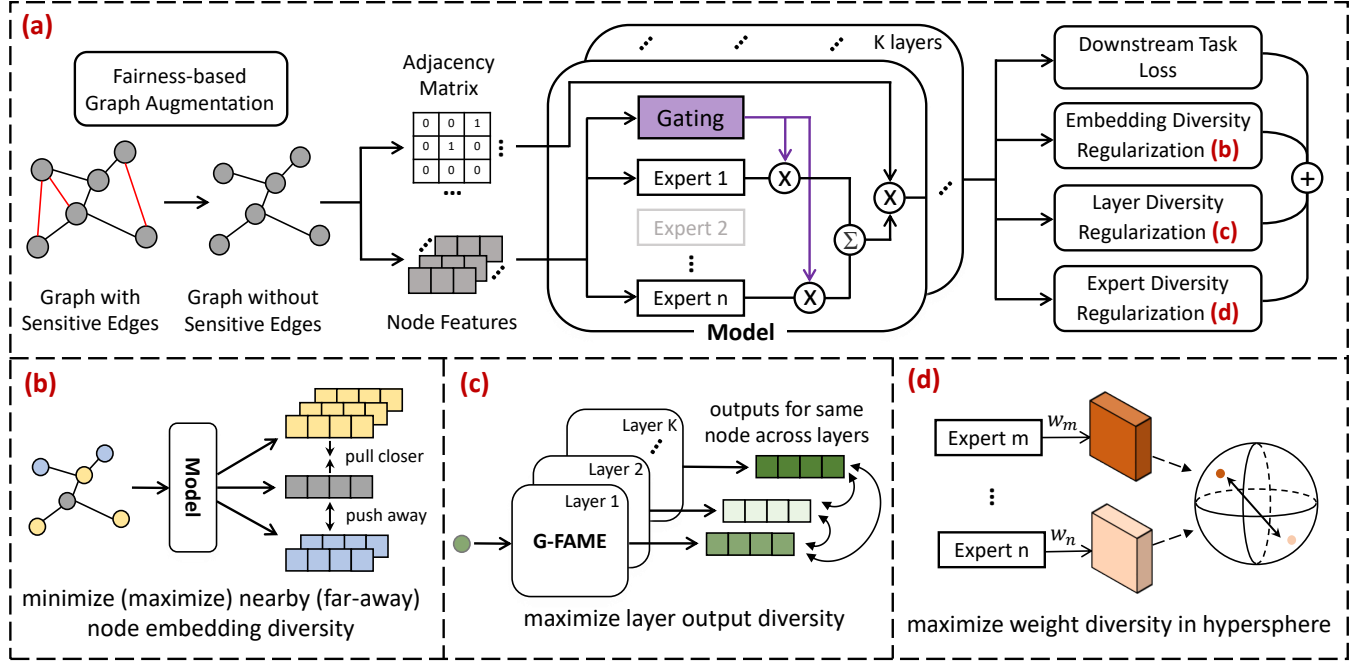 (a)
Fairness-based
Graph Augmentation
Graph with
Sensitive Edges
Graph without
Sensitive Edges
Adjacency
Matrix
0 0 1
0 1 0
0 0 0
Node Features
K layers
Gating
Expert 1
Expert 2
Expert n
X
X
Σ
X
Model
Downstream Task
Loss
Embedding Diversity
Regularization (b)
Layer Diversity
Regularization (c)
Expert Diversity
Regularization (d)
+
(b)
Model
pull closer
push away
minimize (maximize) nearby (far-away)
node embedding diversity
(c)
Layer K
Layer 2
Layer 1
G-FAME
outputs for same
node across layers
maximize layer output diversity
(d)
Expert m
w_m
Expert n
w_n
maximize weight diversity in hypersphere